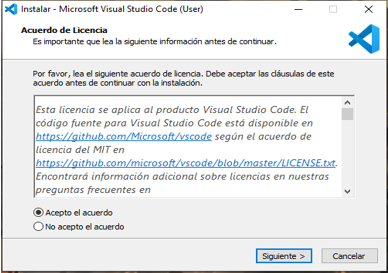 Instalar - Microsoft Visual Studio Code (User)
Acuerdo de Licencia
Es importante que lea la siguiente información antes de continuar.
Por favor, lea el siguiente acuerdo de licencia. Debe aceptar las cláusulas de este
acuerdo antes de continuar con la instalación.
Esta licencia se aplica al producto Visual Studio Code. El
código fuente para Visual Studio Code está disponible en
https://github.com/Microsoft/vscode según el acuerdo de
licencia del MIT en
https://github.com/microsoft/vscode/blob/master/LICENSE.txt.
Encontrará información adicional sobre licencias en nuestras
preguntas frecuentes en
Acepto el acuerdo
No acepto el acuerdo
Siguiente >
Cancelar